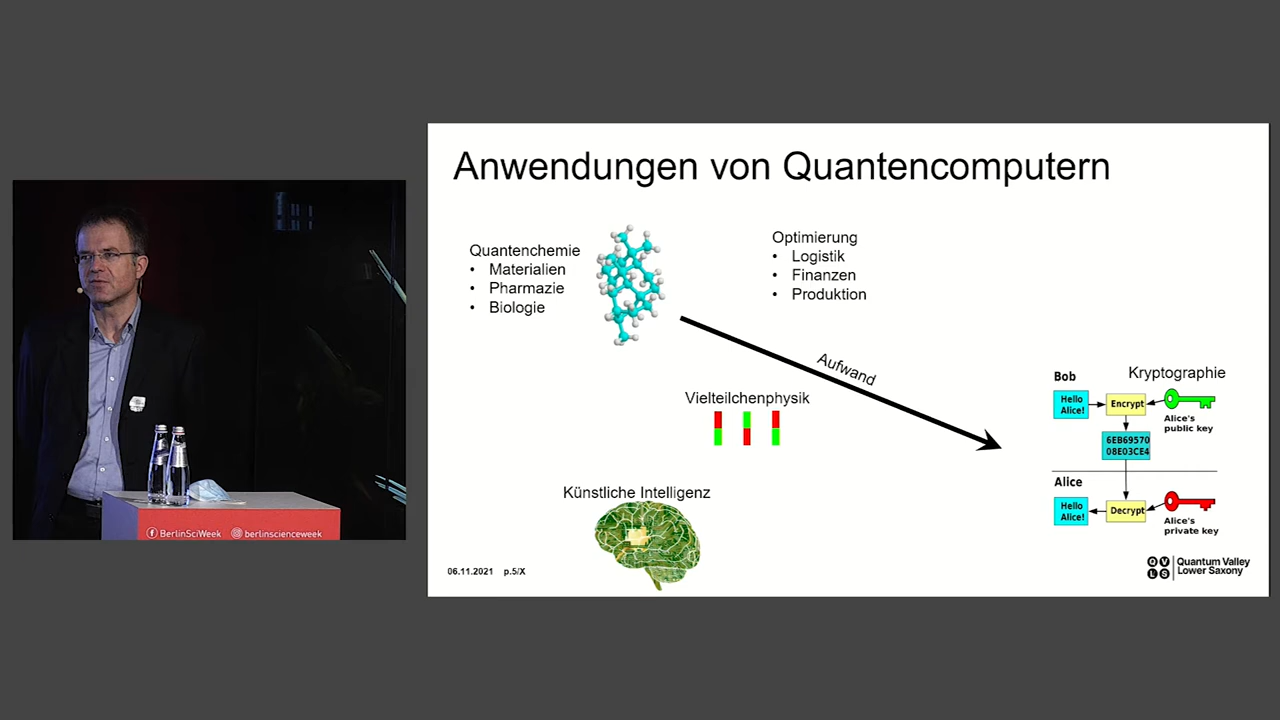 Anwendungen von Quantencomputern
Quantenchemie
• Materialien
• Pharmazie
• Biologie
Optimierung
• Logistik
• Finanzen
• Produktion
Aufwand
Vielteilchenphysik
Künstliche Intelligenz
Kryptographie
Bob
Hello
Alice!
Encrypt
Alice's
public key
6EB69570
08E03CE4
Alice
Hello
Alice!
Decrypt
Alice's
private key
06.11.2021 p.5/X
QVLS
Quantum Valley
Lower Saxony
BerlinSciWeek berlinscienceweek